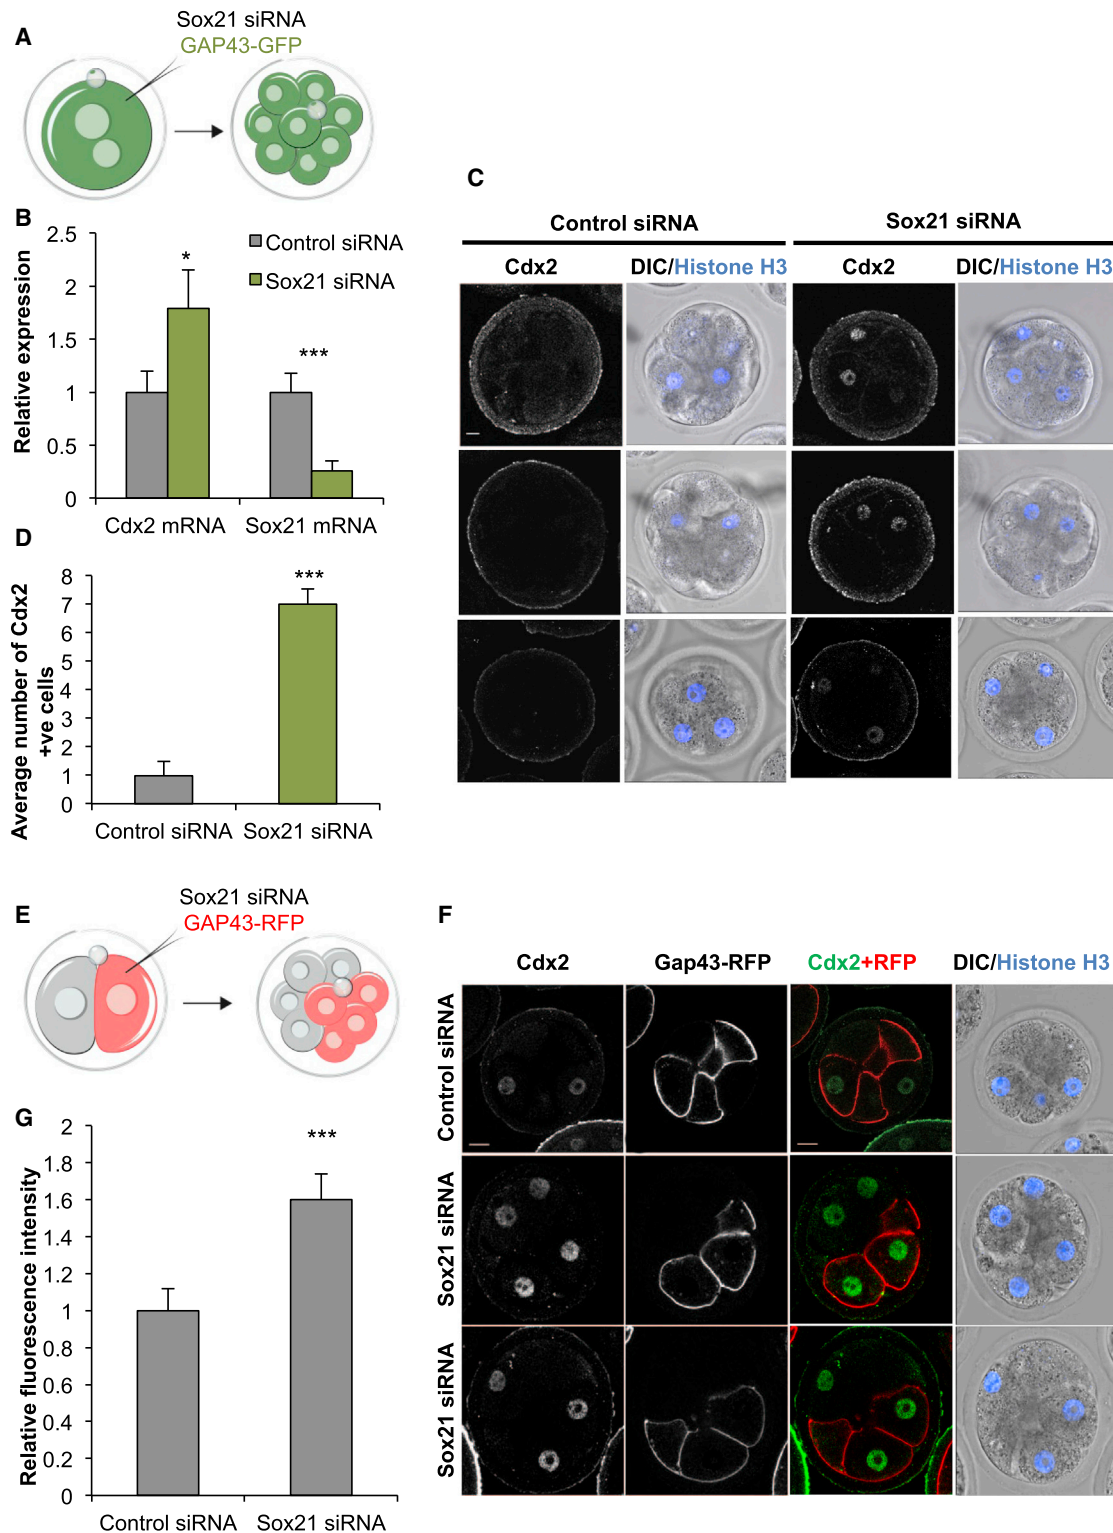 A
Sox21 siRNA
GAP43-GFP
B
2.5
2
1.5
1
0.5
0
Relative expression
*
***
Control siRNA
Sox21 siRNA
Cdx2 mRNA
Sox21 mRNA
C
Control siRNA
Sox21 siRNA
Cdx2
DIC/Histone H3
Cdx2
DIC/Histone H3
D
8
7
6
5
4
3
2
1
0
Average number of Cdx2
+ve cells
***
Control siRNA
Sox21 siRNA
E
Sox21 siRNA
GAP43-RFP
F
Cdx2
Gap43-RFP
Cdx2+RFP
DIC/Histone H3
Control siRNA
Sox21 siRNA
Sox21 siRNA
G
2
1.8
1.6
1.4
1.2
1
0.8
0.6
0.4
0.2
0
Relative fluorescence intensity
***
Control siRNA
Sox21 siRNA